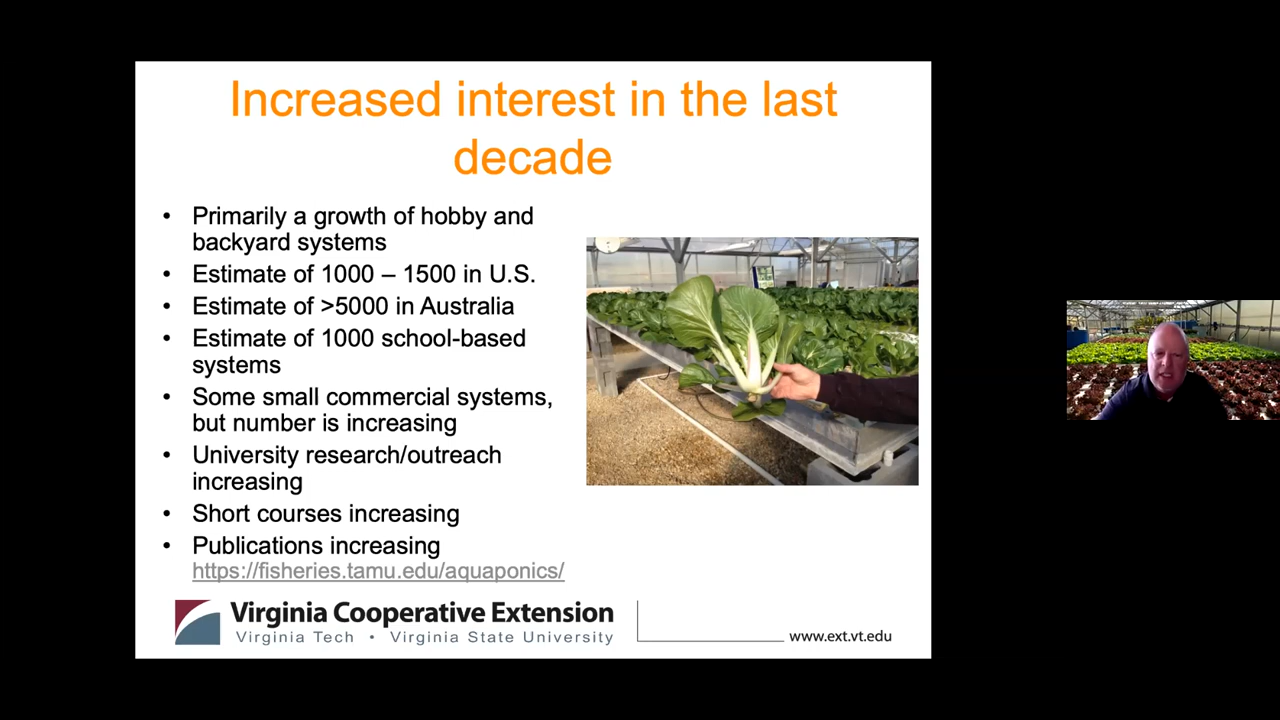 Increased interest in the last
decade
• Primarily a growth of hobby and
backyard systems
• Estimate of 1000 – 1500 in U.S.
• Estimate of >5000 in Australia
• Estimate of 1000 school-based
systems
• Some small commercial systems,
but number is increasing
• University research/outreach
increasing
• Short courses increasing
• Publications increasing
https://fisheries.tamu.edu/aquaponics/
Virginia Cooperative Extension
Virginia Tech • Virginia State University
www.ext.vt.edu